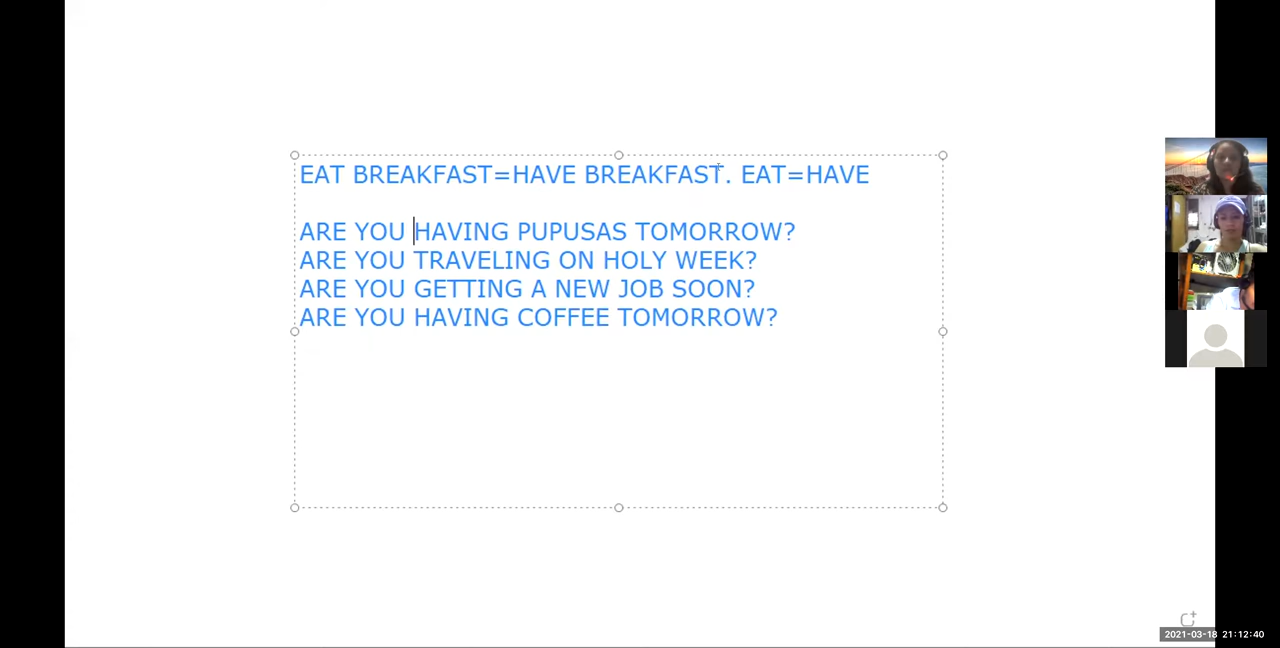 EAT BREAKFAST=HAVE BREAKFAST. EAT=HAVE
ARE YOU HAVING PUPUSAS TOMORROW?
ARE YOU TRAVELING ON HOLY WEEK?
ARE YOU GETTING A NEW JOB SOON?
ARE YOU HAVING COFFEE TOMORROW?
2021-03-18 21:12:40